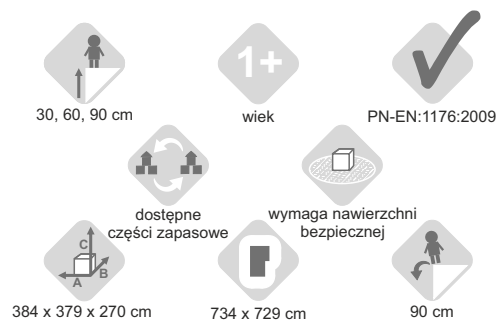 1+
30, 60, 90 cm
wiek
PN-EN:1176:2009
dostępne
części zapasowe
wymaga nawierzchni
bezpiecznej
C
A
B
384 x 379 x 270 cm
734 x 729 cm
90 cm